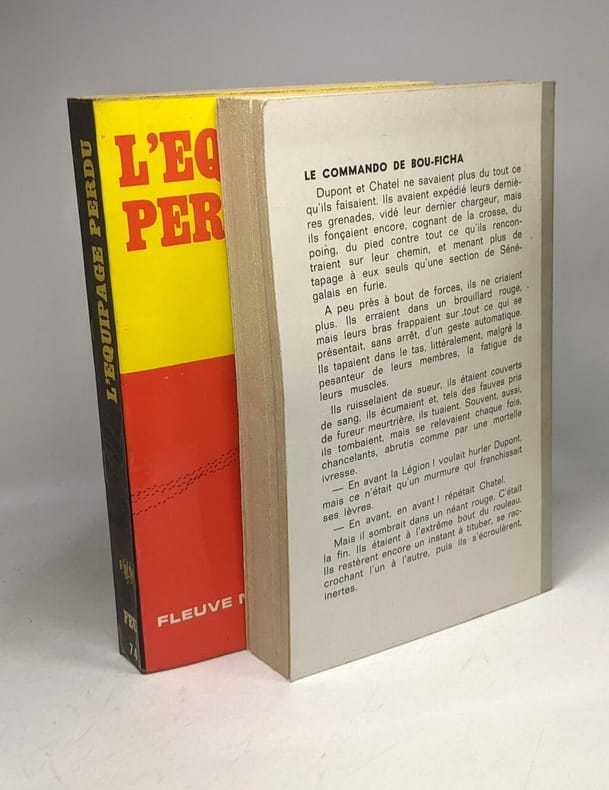 L'EQUIPAGE PERDU
L'EQ
PER
FLEUVE N
LE COMMANDO DE BOU-FICHA
Dupont et Chatel ne savaient plus du tout ce
qu'ils faisaient. Ils avaient expédié leurs derniè-
res grenades, vidé leur dernier chargeur, mais
ils fonçaient encore, cognant de la crosse, du
poing, du pied contre tout ce qu'ils rencon-
traient sur leur chemin, et menant plus de
tapage à eux seuls qu'une section de Séné-
galais en furie.
A peu près à bout de forces, ils ne criaient
plus. Ils erraient dans un brouillard rouge,
mais leurs bras frappaient sur tout ce qui se
présentait, sans arrêt, d'un geste automatique.
Ils tapaient dans le tas, littéralement, malgré la
pesanteur de leurs membres, la fatigue de
leurs muscles.
Ils ruisselaient de sueur, ils étaient couverts
de sang, ils écumaient et, tels des fauves pris
de fureur meurtrière, ils tuaient. Souvent, aussi,
ils tombaient, mais se relevaient chaque fois,
chancelants, abrutis comme par une mortelle
ivresse.
— En avant la Légion ! voulait hurler Dupont,
mais ce n'était qu'un murmure qui franchissait
ses lèvres.
— En avant, en avant ! répétait Chatel.
Mais il sombrait dans un néant rouge. C'était
la fin. Ils étaient à l'extrême bout du rouleau.
Ils restèrent encore un instant à tituber, se rac-
crochant l'un à l'autre, puis ils s'écroulèrent,
inertes.